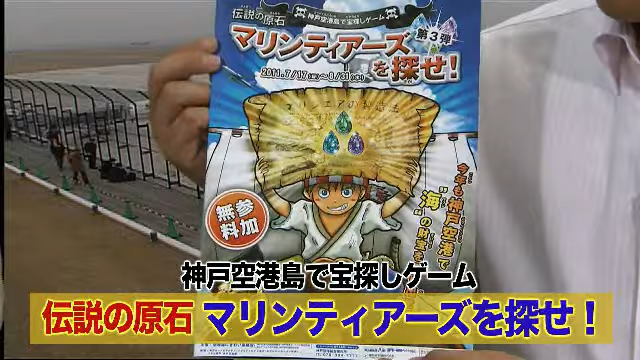 伝説の原石
神戸空港島で宝探しゲーム
第3弾
マリンティアーズ
を探せ！
2011.7/17(日)～8/31(水)
今年も神戸空港で
"海"の財宝を
参加
無料
神戸空港島で宝探しゲーム
伝説の原石 マリンティアーズを探せ！